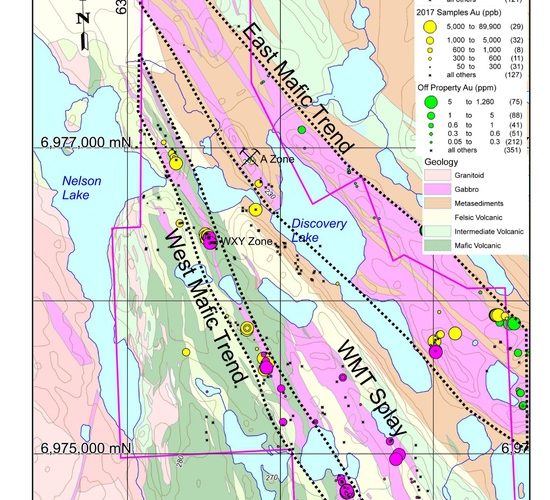 all others (121)
2017 Samples Au (ppb)
5,000 to 89,900 (29)
1,000 to 5,000 (32)
600 to 1,000 (8)
300 to 600 (11)
50 to 300 (31)
all others (127)
Off Property Au (ppm)
5 to 1,260 (75)
1 to 5 (88)
0.6 to 1 (41)
0.3 to 0.6 (51)
0.05 to 0.3 (212)
all others (351)
Geology
Granitoid
Gabbro
Metasediments
Felsic Volcanic
Intermediate Volcanic
Mafic Volcanic
N
63
East Mafic Trend
6,977,000 mN
A Zone
Nelson
Lake
230
Discovery
Lake
WXY Zone
West Mafic Trend
WMT Splay
6,975,000 mN
6,97
270